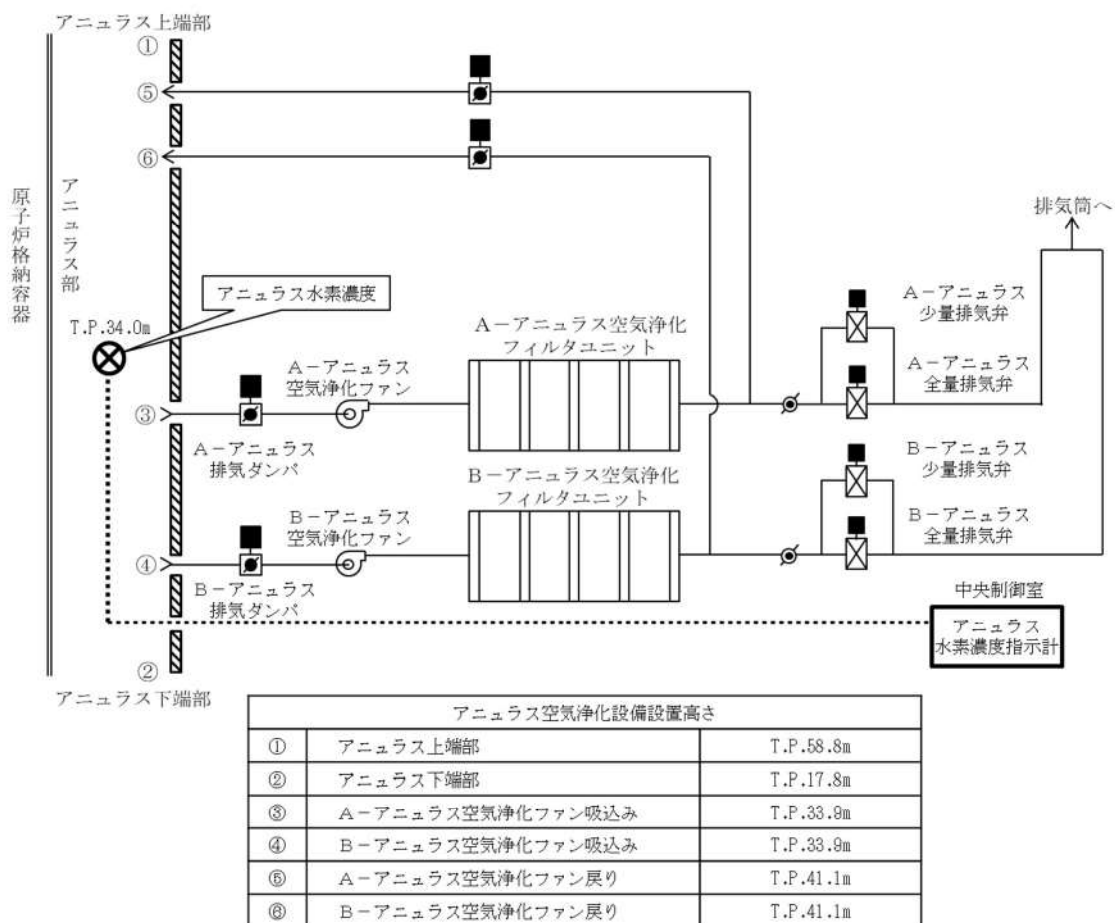 アニュラス上端部
①
⑤
⑥
原子炉格納容器
アニュラス部
排気筒へ
アニュラス水素濃度
T.P.34.0m
A-アニュラス
空気浄化ファン
A-アニュラス空気浄化
フィルタユニット
A-アニュラス
少量排気弁
A-アニュラス
全量排気弁
③
A-アニュラス
排気ダンパ
B-アニュラス空気浄化
フィルタユニット
B-アニュラス
少量排気弁
B-アニュラス
空気浄化ファン
B-アニュラス
全量排気弁
④
B-アニュラス
排気ダンパ
中央制御室
アニュラス
水素濃度指示計
②
アニュラス下端部
アニュラス空気浄化設備設置高さ
① アニュラス上端部 T.P.58.8m
② アニュラス下端部 T.P.17.8m
③ A-アニュラス空気浄化ファン吸込み T.P.33.9m
④ B-アニュラス空気浄化ファン吸込み T.P.33.9m
⑤ A-アニュラス空気浄化ファン戻り T.P.41.1m
⑥ B-アニュラス空気浄化ファン戻り T.P.41.1m